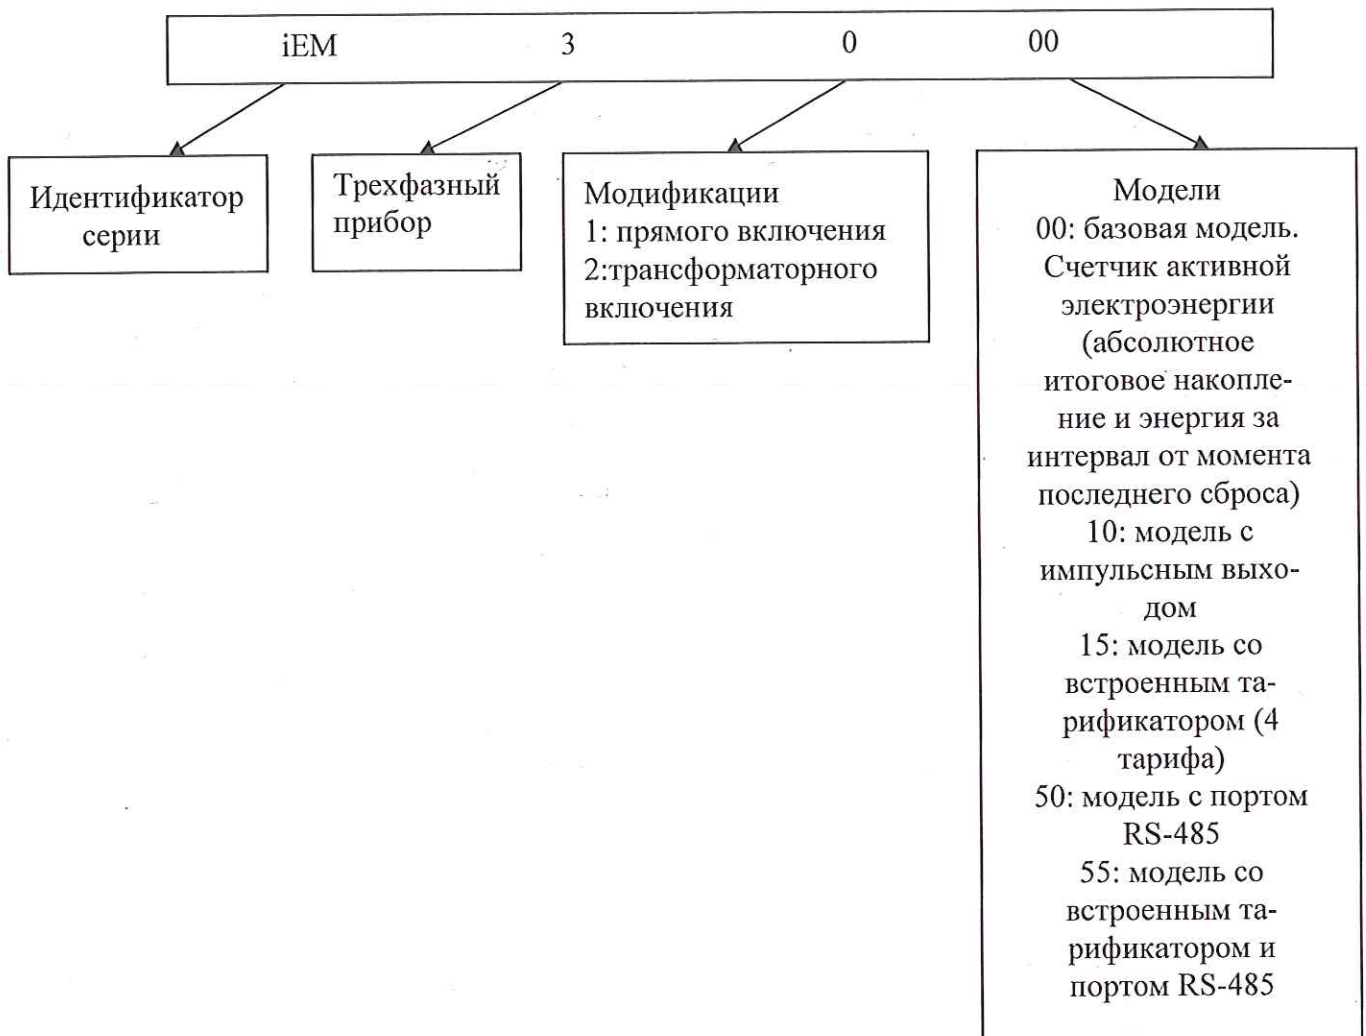 iEM 3 0 00
Идентификатор
серии
Трехфазный
прибор
Модификации
1: прямого включения
2:трансформаторного
включения
Модели
00: базовая модель.
Счетчик активной
электроэнергии
(абсолютное
итоговое накопле-
ние и энергия за
интервал от момента
последнего сброса)
10: модель с
импульсным выхо-
дом
15: модель со
встроенным та-
рификатором (4
тарифа)
50: модель с портом
RS-485
55: модель со
встроенным та-
рификатором и
портом RS-485